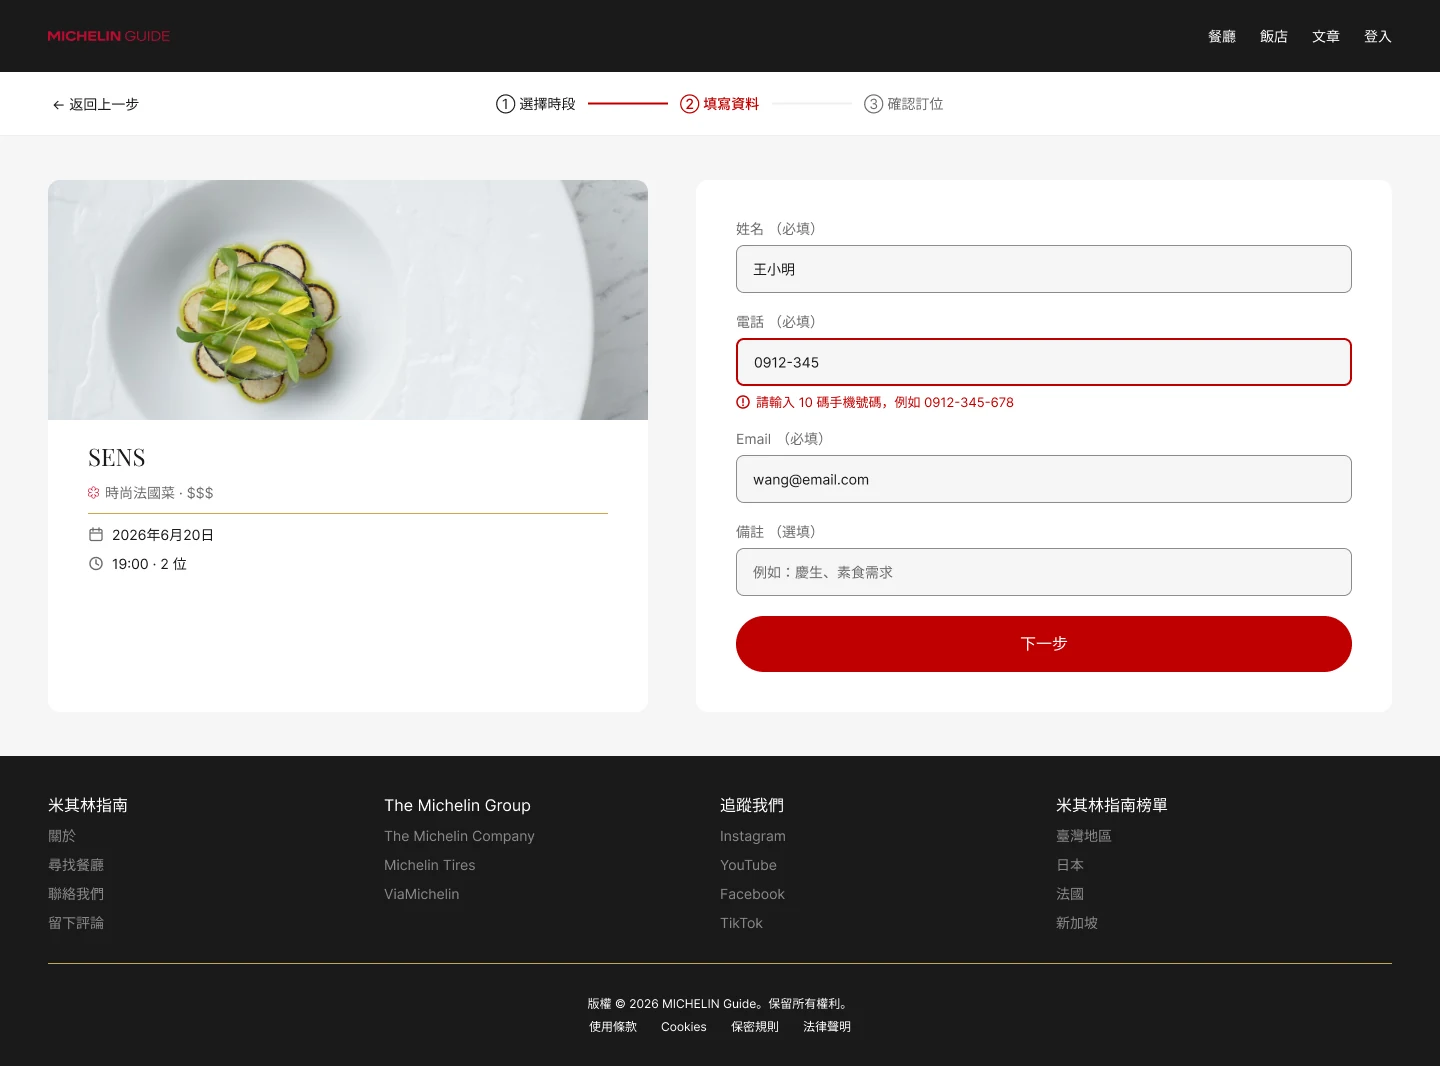 MICHELIN GUIDE
餐廳 飯店 文章 登入
← 返回上一步
① 選擇時段 ② 填寫資料 ③ 確認訂位
SENS
時尚法國菜 · $$$
2026年6月20日
19:00 · 2 位
姓名 （必填）
王小明
電話 （必填）
0912-345
請輸入 10 碼手機號碼，例如 0912-345-678
Email （必填）
wang@email.com
備註 （選填）
例如：慶生、素食需求
下一步
米其林指南
關於
尋找餐廳
聯絡我們
留下評論
The Michelin Group
The Michelin Company
Michelin Tires
ViaMichelin
追蹤我們
Instagram
YouTube
Facebook
TikTok
米其林指南榜單
臺灣地區
日本
法國
新加坡
版權 © 2026 MICHELIN Guide。保留所有權利。
使用條款 Cookies 保密規則 法律聲明